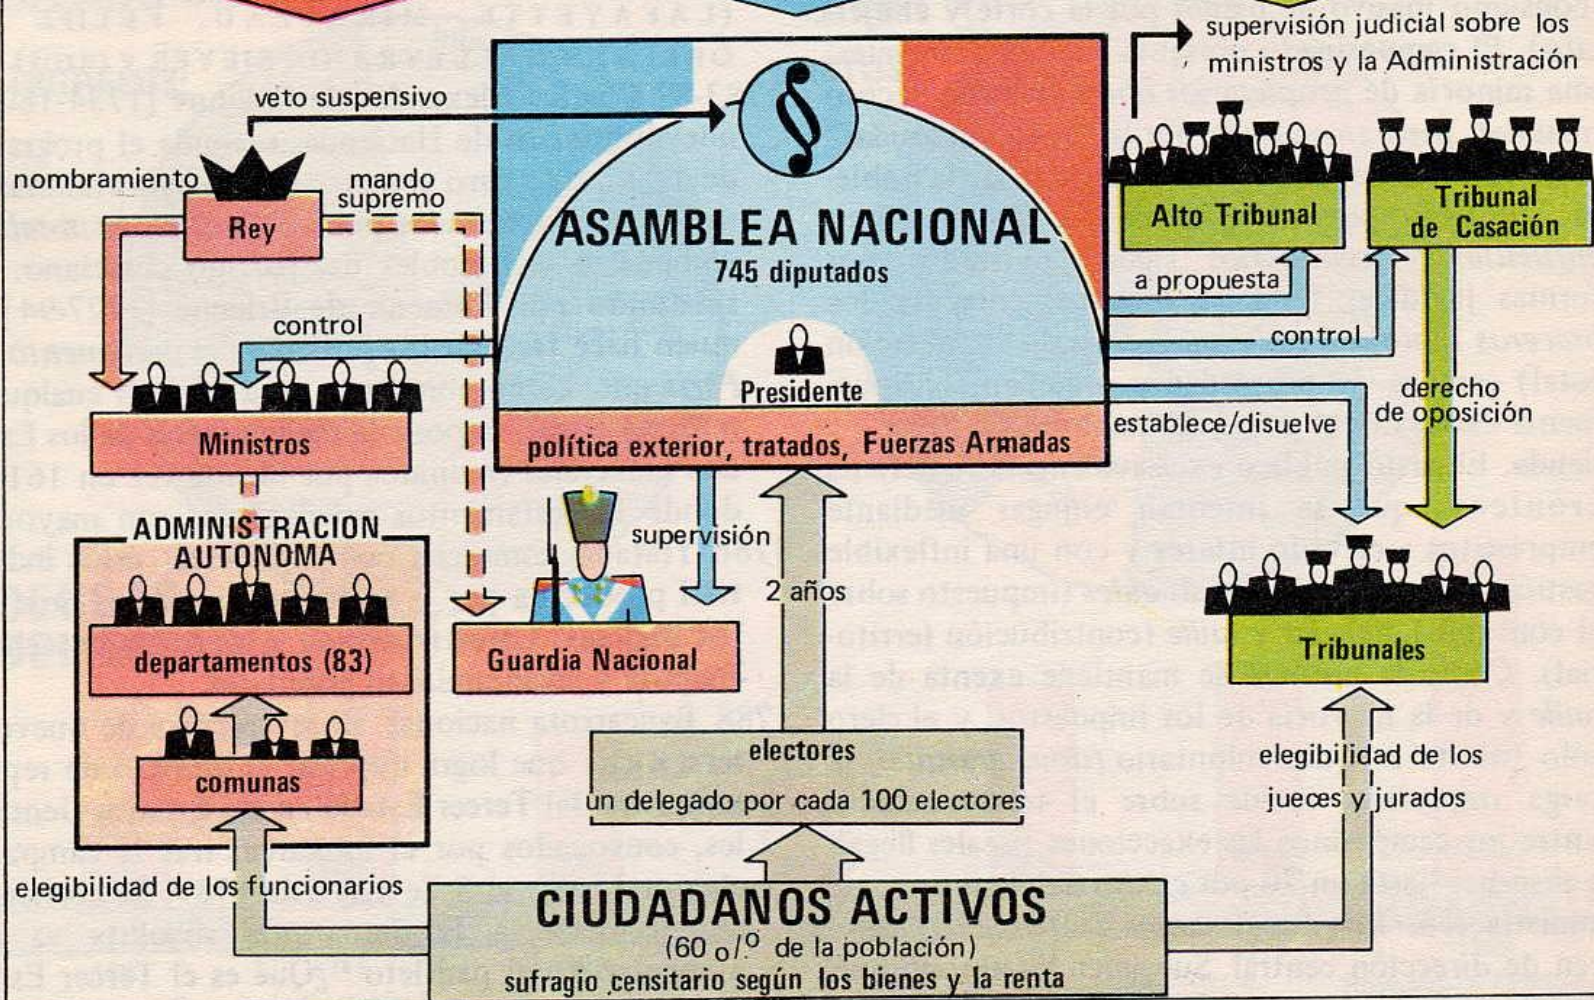 supervisión judicial sobre los
ministros y la Administración
veto suspensivo
§
nombramiento
mando
supremo
Rey
ASAMBLEA NACIONAL
745 diputados
Alto Tribunal
Tribunal
de Casación
a propuesta
control
control
Presidente
derecho
de oposición
establece/disuelve
Ministros
política exterior, tratados, Fuerzas Armadas
ADMINISTRACION
AUTONOMA
supervisión
2 años
departamentos (83)
Guardia Nacional
Tribunales
electores
un delegado por cada 100 electores
comunas
elegibilidad de los
jueces y jurados
elegibilidad de los funcionarios
CIUDADANOS ACTIVOS
(60 o/.º de la población)
sufragio censitario según los bienes y la renta